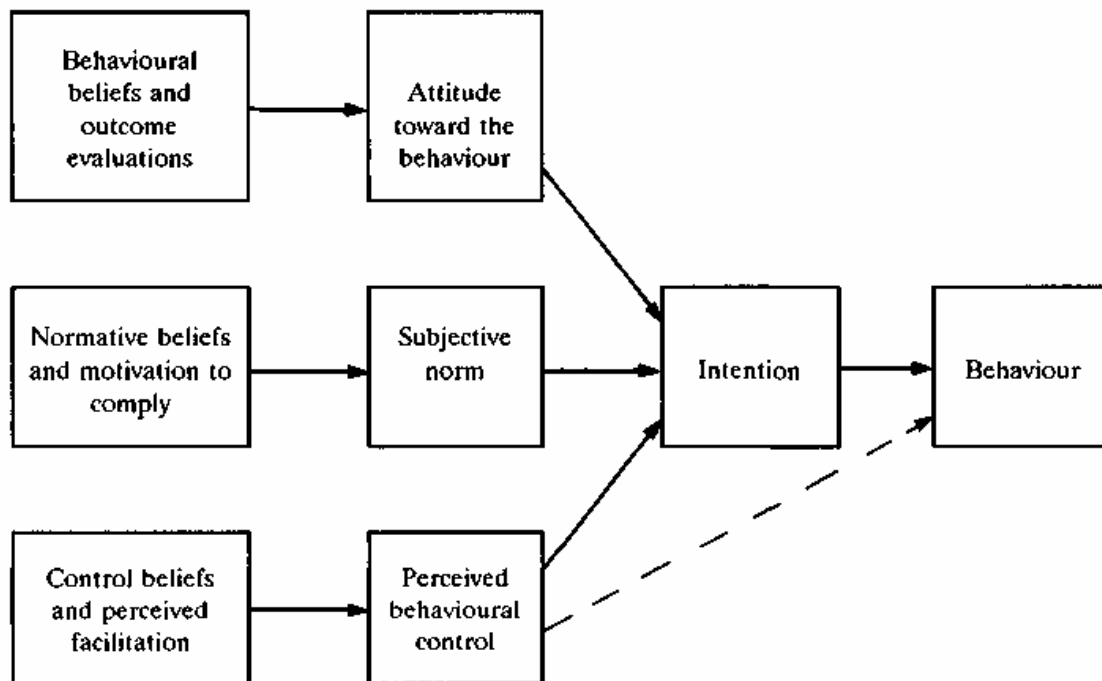 Behavioural
beliefs and
outcome
evaluations
Attitude
toward the
behaviour
Normative beliefs
and motivation to
comply
Subjective
norm
Intention
Behaviour
Control beliefs
and perceived
facilitation
Perceived
behavioural
control